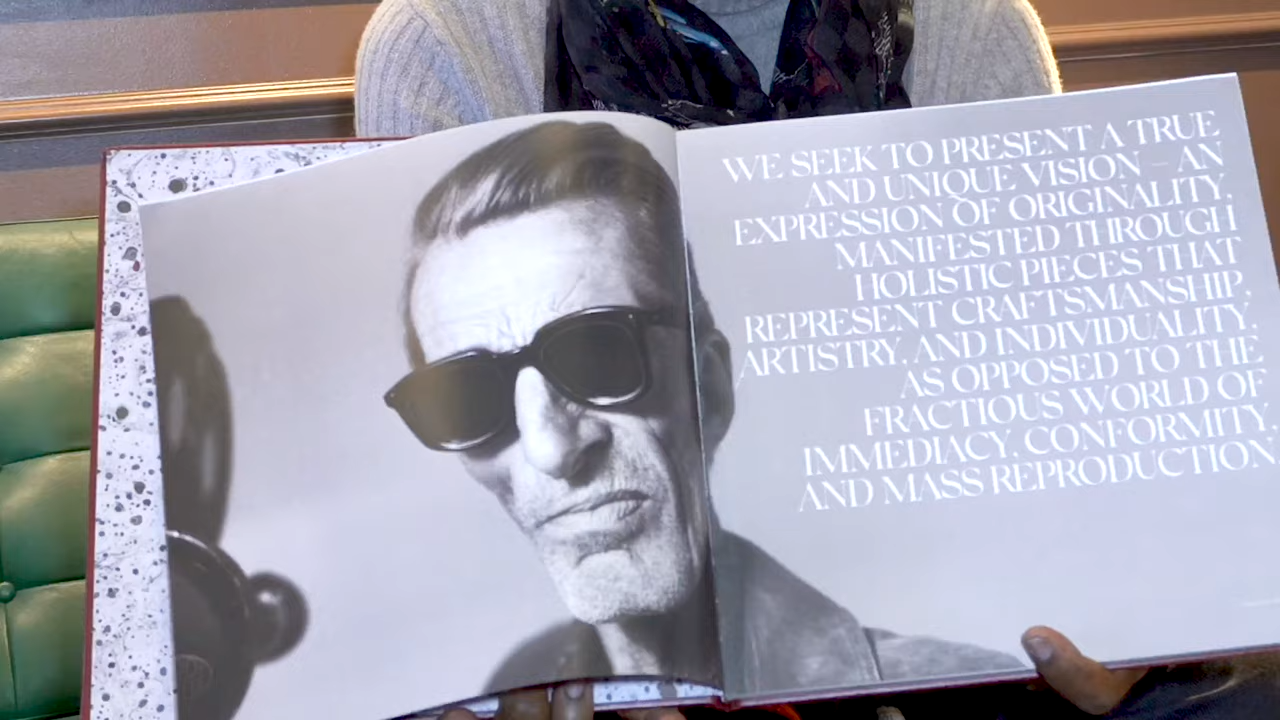 WE SEEK TO PRESENT A TRUE
AND UNIQUE VISION – AN
EXPRESSION OF ORIGINALITY,
MANIFESTED THROUGH
HOLISTIC PIECES THAT
REPRESENT CRAFTSMANSHIP,
ARTISTRY, AND INDIVIDUALITY,
AS OPPOSED TO THE
FRACTIOUS WORLD OF
IMMEDIACY, CONFORMITY,
AND MASS REPRODUCTION